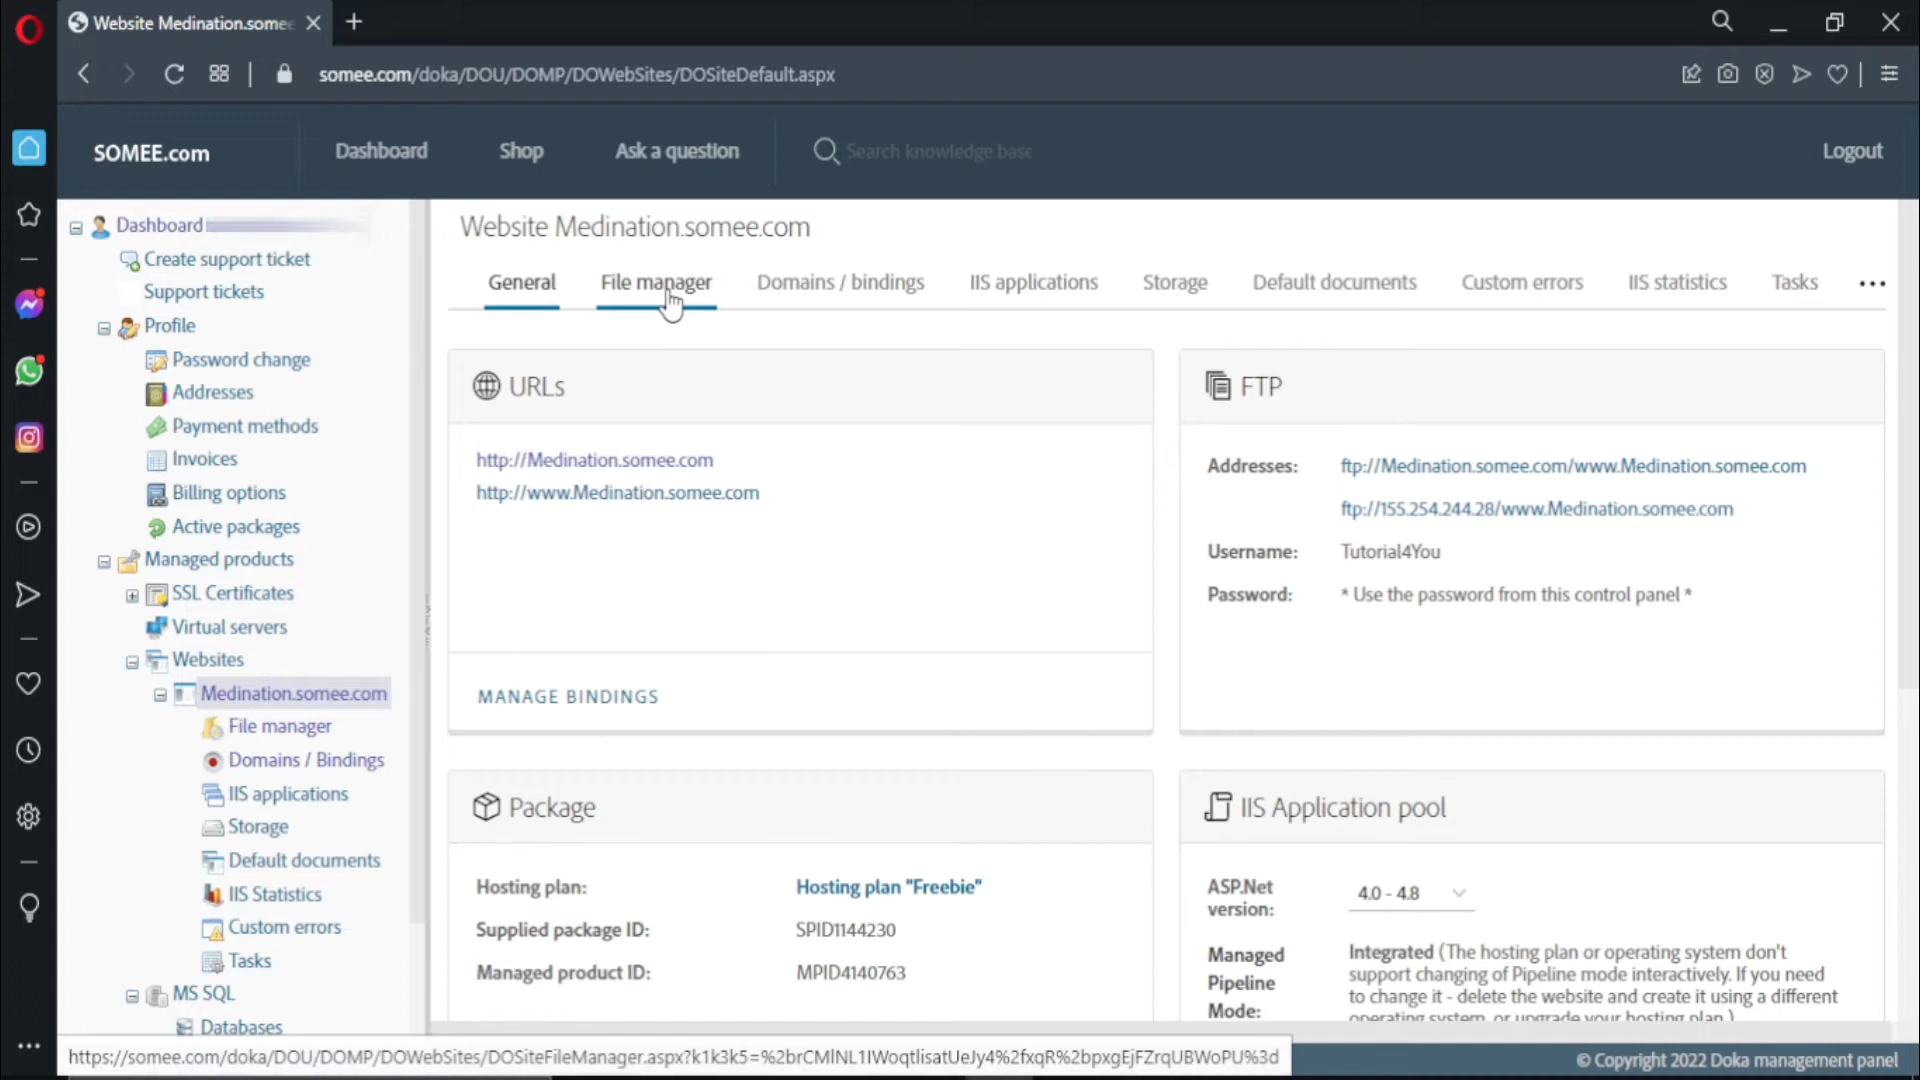 Website Medination.some
somee.com/doka/DOU/DOMP/DOWebSites/DOSiteDefault.aspx
SOMEE.com
Dashboard
Shop
Ask a question
Search knowledge base
Logout
Dashboard
Create support ticket
Support tickets
Profile
Password change
Addresses
Payment methods
Invoices
Billing options
Active packages
Managed products
SSL Certificates
Virtual servers
Websites
Medination.somee.com
File manager
Domains / Bindings
IIS applications
Storage
Default documents
IIS Statistics
Custom errors
Tasks
MS SQL
Databases
Website Medination.somee.com
General
File manager
Domains / bindings
IIS applications
Storage
Default documents
Custom errors
IIS statistics
Tasks
URLs
http://Medination.somee.com
http://www.Medination.somee.com
MANAGE BINDINGS
FTP
Addresses: ftp://Medination.somee.com/www.Medination.somee.com
ftp://155.254.244.28/www.Medination.somee.com
Username: Tutorial4You
Password: * Use the password from this control panel *
Package
Hosting plan: Hosting plan "Freebie"
Supplied package ID: SPID1144230
Managed product ID: MPID4140763
IIS Application pool
ASP.Net version: 4.0 - 4.8
Managed Pipeline Mode:
Integrated (The hosting plan or operating system don't
support changing of Pipeline mode interactively. If you need
to change it - delete the website and create it using a different
operating system, or upgrade your hosting plan.)
https://somee.com/doka/DOU/DOMP/DOWebSites/DOSiteFileManager.aspx?k1k3k5=%2brCMlNL1IWoqtlisatUeJy4%2fxqR%2bpxgEjFZrqUBWoPU%3d
© Copyright 2022 Doka management panel